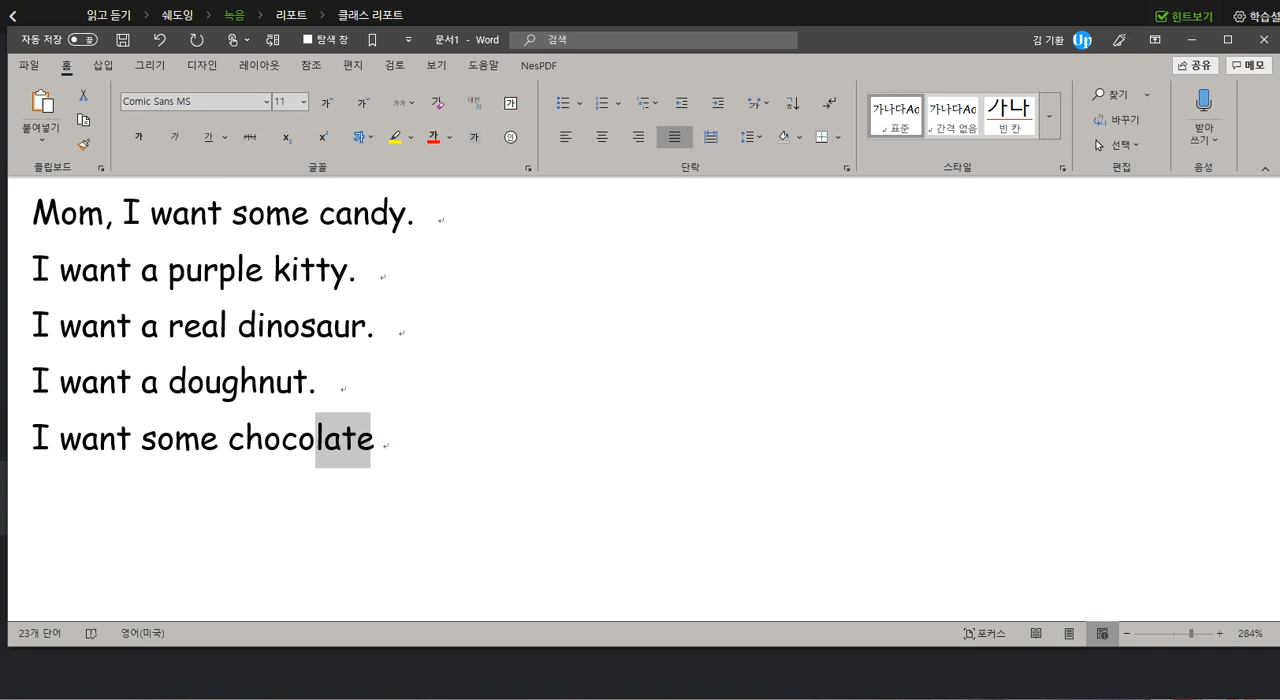 읽고 듣기 > 쉐도잉 > 녹음 > 리포트 > 클래스 리포트 힌트보기 학습설
자동 저장 문서1 - Word 탐색 창 검색 김 기환 Up
파일 홈 삽입 그리기 디자인 레이아웃 참조 편지 검토 보기 도움말 NesPDF 공유 메모
붙여넣기 Comic Sans MS 11 가나다Ac 표준 가나다Ac 간격 없음 가나 빈 칸 찾기 바꾸기 선택 받아쓰기
클립보드 글꼴 단락 스타일 편집 음성
Mom, I want some candy.
I want a purple kitty.
I want a real dinosaur.
I want a doughnut.
I want some chocolate
23개 단어 영어(미국) 포커스 284%